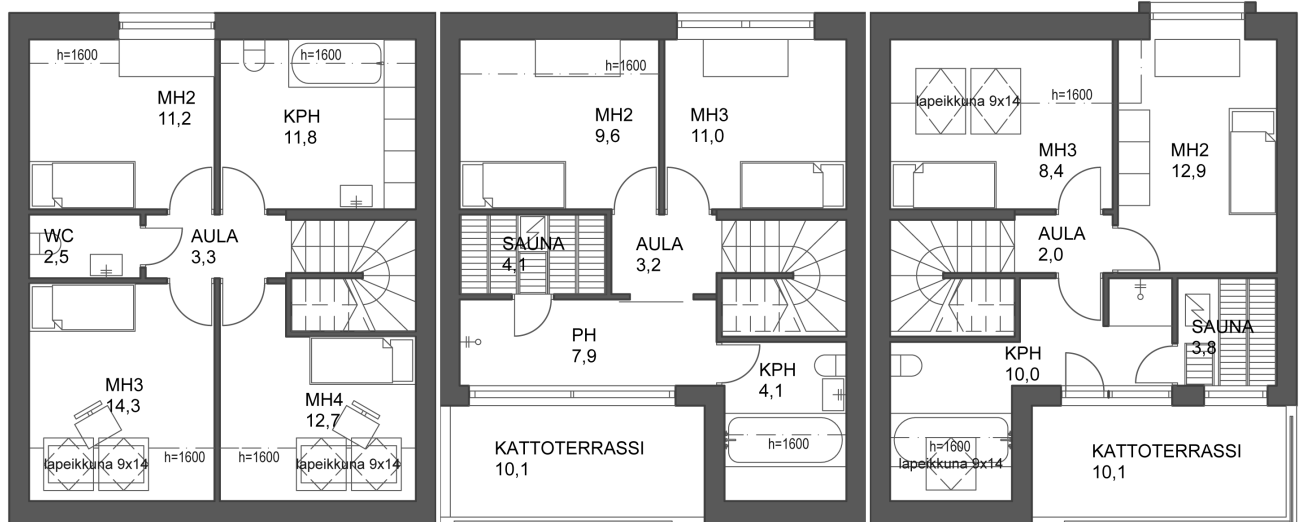 h=1600
MH2
11,2
h=1600
KPH
11,8
WC
2,5
AULA
3,3
MH3
14,3
MH4
12,7
lapeikkuna 9x14
h=1600
h=1600
lapeikkuna 9x14
h=1600
MH2
9,6
MH3
11,0
SAUNA
4,1
AULA
3,2
PH
7,9
KPH
4,1
h=1600
KATTOTERRASSI
10,1
h=1600
lapeikkuna 9x14
MH3
8,4
MH2
12,9
AULA
2,0
SAUNA
3,8
KPH
10,0
h=1600
lapeikkuna 9x14
KATTOTERRASSI
10,1